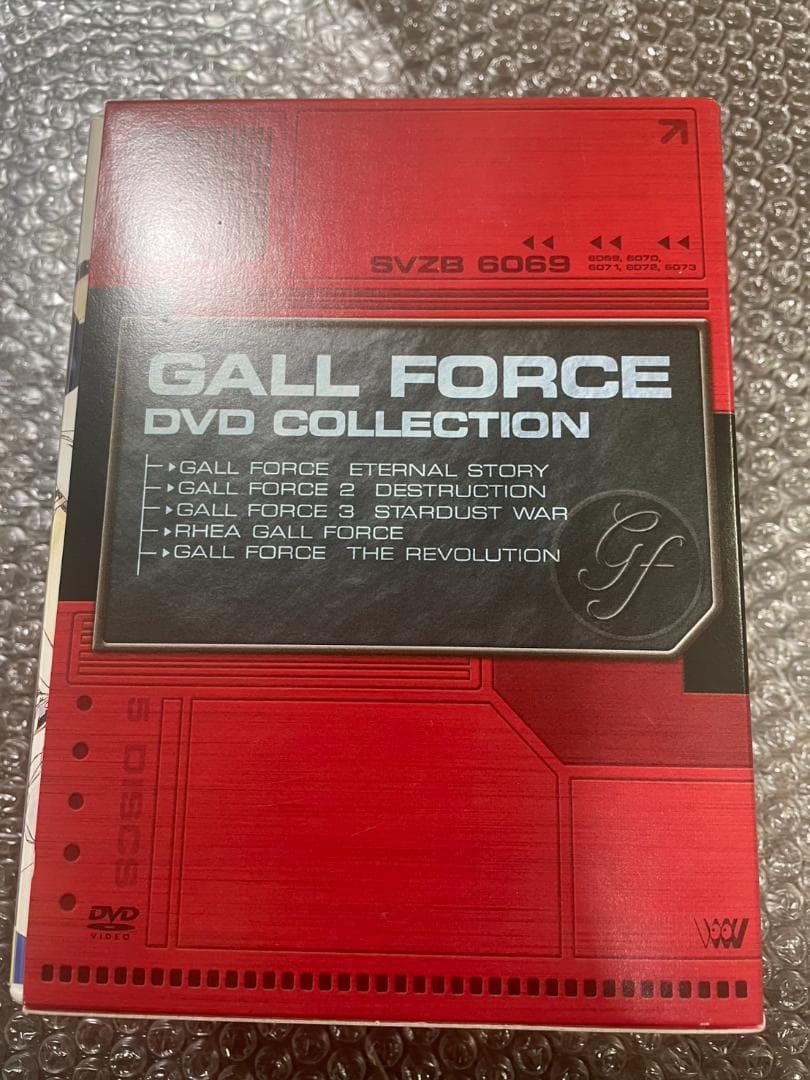 SVZB 6069
6069, 6070,
6071, 6072, 6073
GALL FORCE
DVD COLLECTION
GALL FORCE ETERNAL STORY
GALL FORCE 2 DESTRUCTION
GALL FORCE 3 STARDUST WAR
RHEA GALL FORCE
GALL FORCE THE REVOLUTION
Gf
5 DISCS
DVD
VIDEO